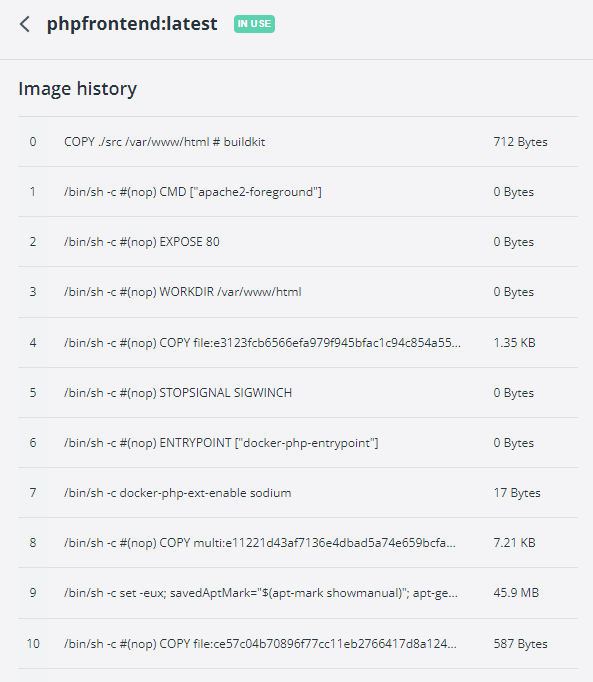 phpfrontend:latest IN USE
Image history
0 COPY ./src /var/www/html # buildkit 712 Bytes
1 /bin/sh -c #(nop) CMD ["apache2-foreground"] 0 Bytes
2 /bin/sh -c #(nop) EXPOSE 80 0 Bytes
3 /bin/sh -c #(nop) WORKDIR /var/www/html 0 Bytes
4 /bin/sh -c #(nop) COPY file:e3123fcb6566efa979f945bfac1c94c854a55... 1.35 KB
5 /bin/sh -c #(nop) STOPSIGNAL SIGWINCH 0 Bytes
6 /bin/sh -c #(nop) ENTRYPOINT ["docker-php-entrypoint"] 0 Bytes
7 /bin/sh -c docker-php-ext-enable sodium 17 Bytes
8 /bin/sh -c #(nop) COPY multi:e11221d43af7136e4dbad5a74e659bcfa... 7.21 KB
9 /bin/sh -c set -eux; savedAptMark="$(apt-mark showmanual)"; apt-ge... 45.9 MB
10 /bin/sh -c #(nop) COPY file:ce57c04b70896f77cc11eb2766417d8a124... 587 Bytes